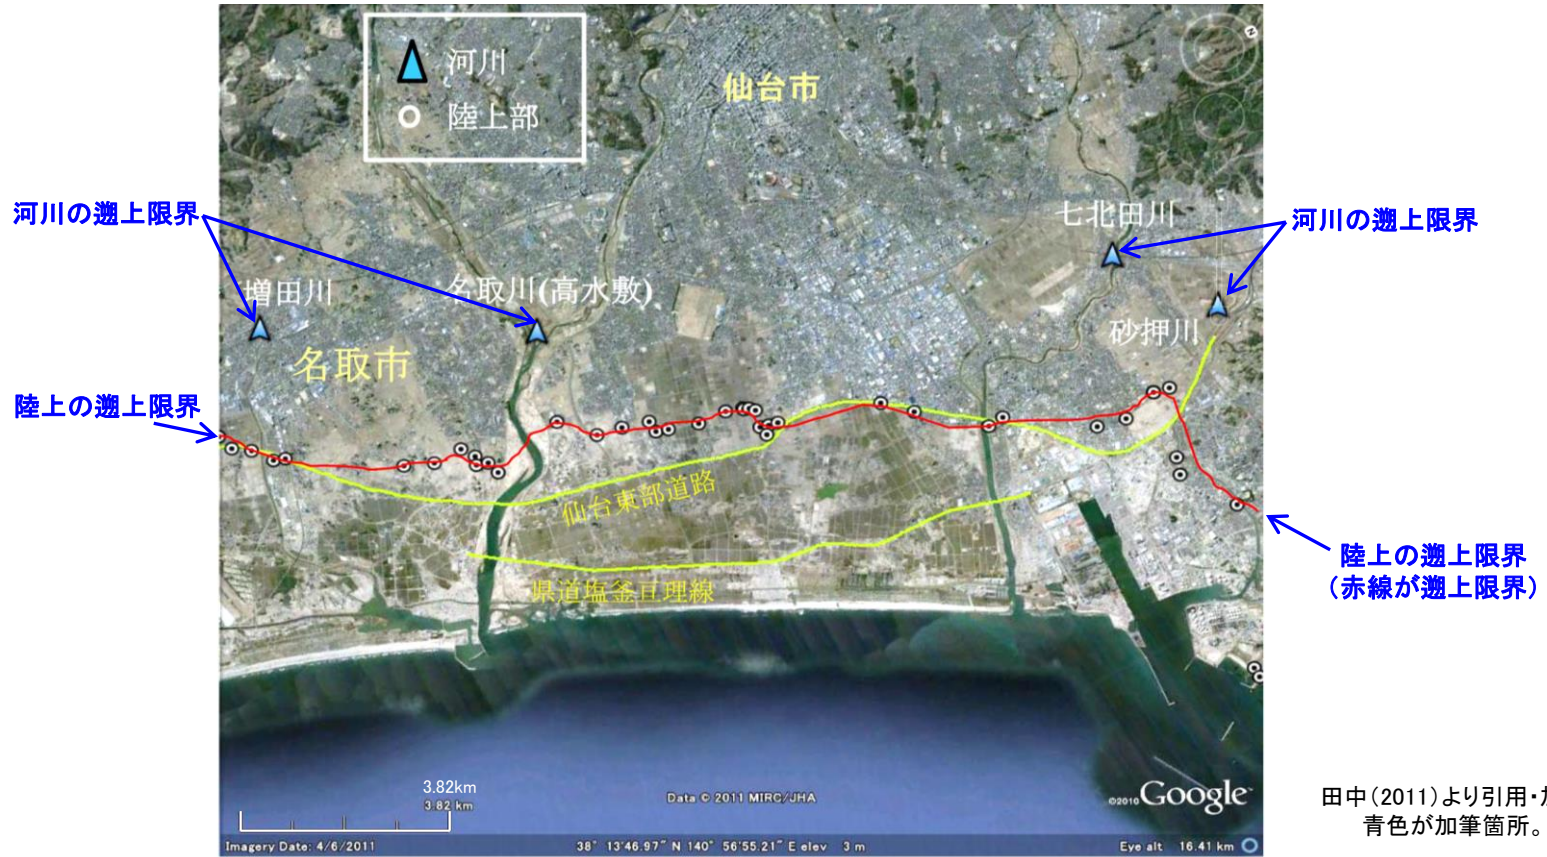 河川
陸上部
仙台市
河川の遡上限界
七北田川
河川の遡上限界
増田川
名取川(高水敷)
砂押川
名取市
陸上の遡上限界
仙台東部道路
陸上の遡上限界
(赤線が遡上限界)
県道塩釜亘理線
3.82km
3.82 km
Data © 2011 MIRC/JHA
©2010 Google
田中(2011)より引用・
青色が加筆箇所。
Imagery Date: 4/6/2011
38° 13'46.97" N 140° 56'55.21" E elev 3 m
Eye alt 16.41 km